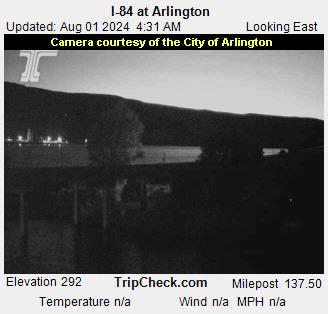 I-84 at Arlington
Updated: Aug 01 2024 4:31 AM Looking East
Camera courtesy of the City of Arlington
Elevation 292 TripCheck.com Milepost 137.50
Temperature n/a Wind n/a MPH n/a